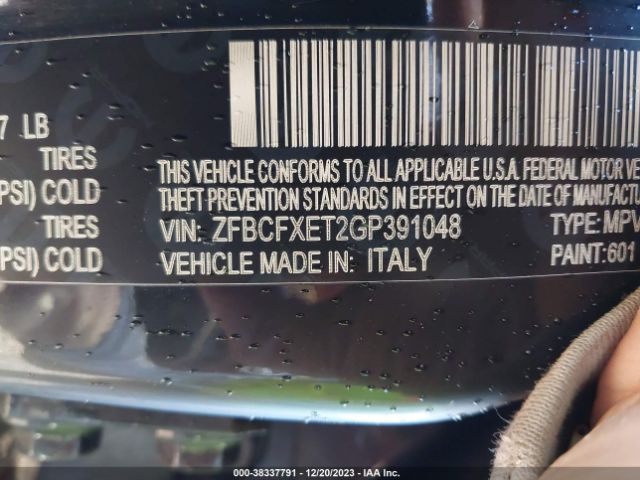 7 LB
TIRES
PSI) COLD
TIRES
PSI) COLD
THIS VEHICLE CONFORMS TO ALL APPLICABLE U.S.A. FEDERAL MOTOR VE
THEFT PREVENTION STANDARDS IN EFFECT ON THE DATE OF MANUFACTU
VIN: ZFBCFXET2GP391048 TYPE: MPV
VEHICLE MADE IN: ITALY PAINT: 601
000-38337791 - 12/20/2023 - IAA Inc.